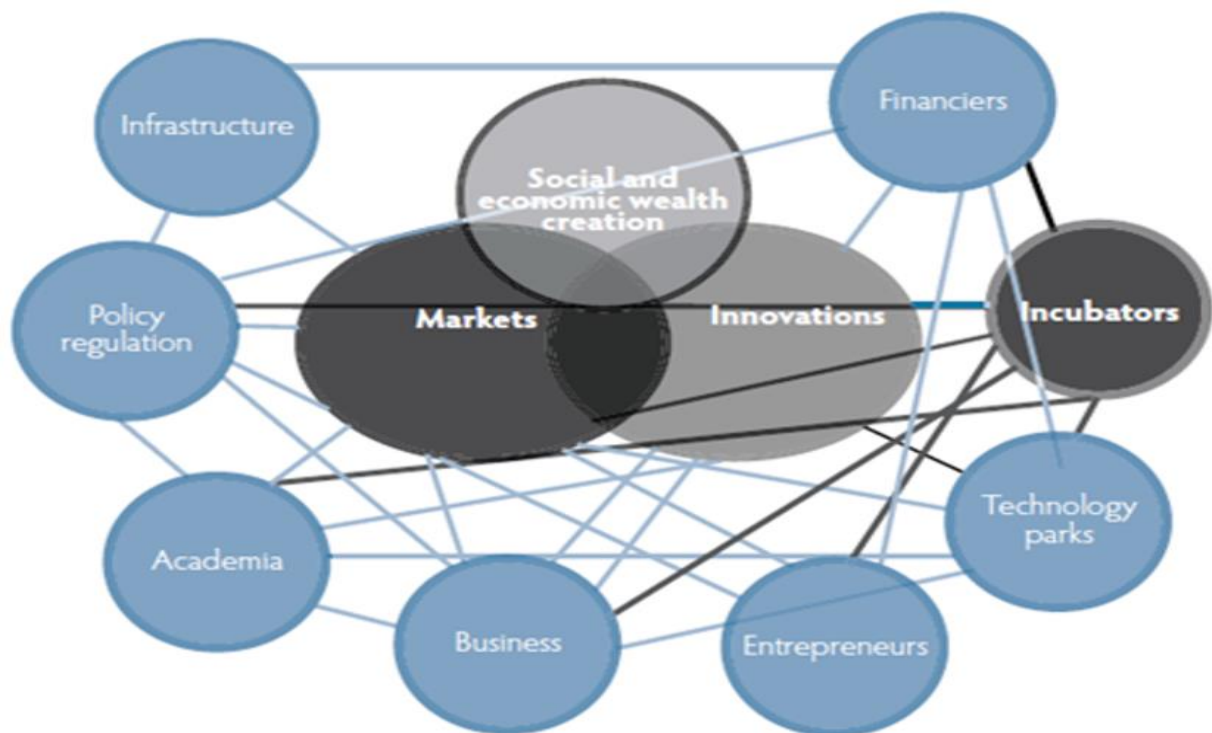 Infrastructure
Financiers
Social and
economic wealth
creation
Policy
regulation
Markets
Innovations
Incubators
Technology
parks
Academia
Business
Entrepreneurs